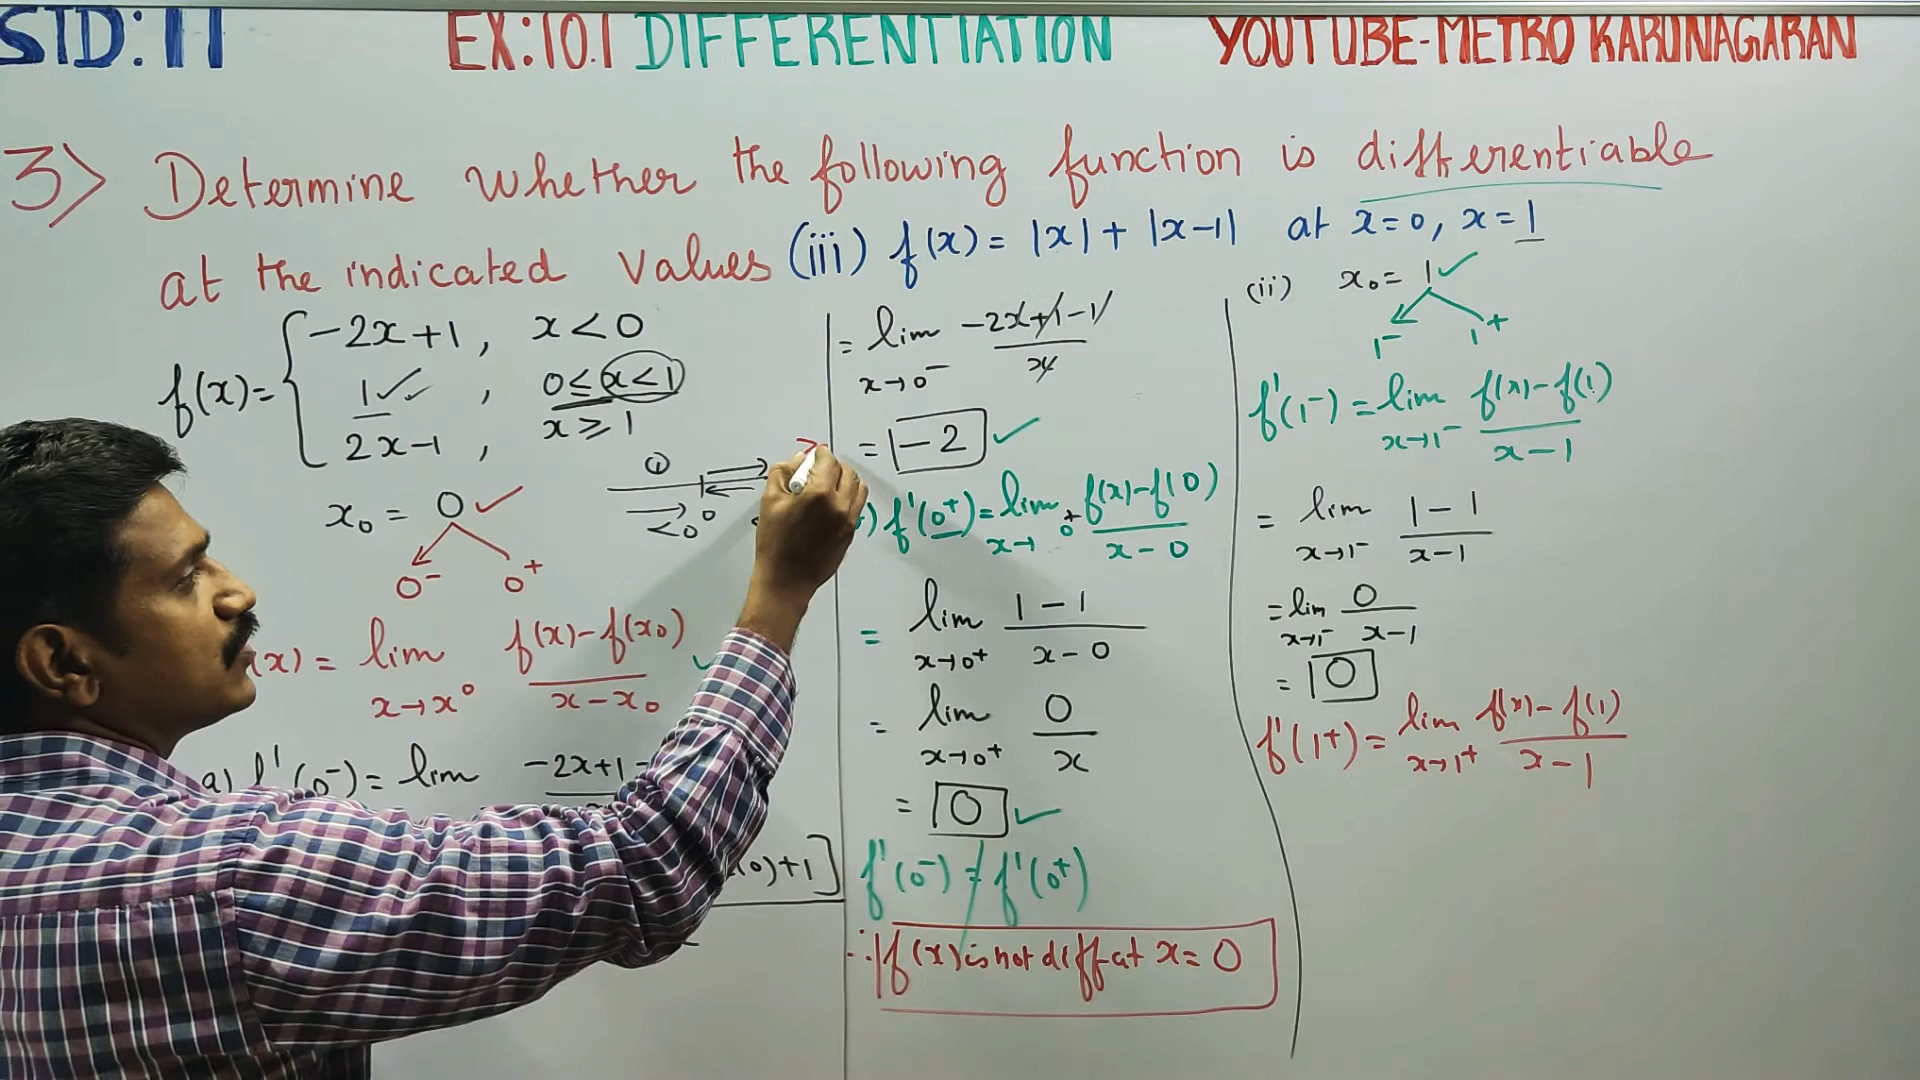 STD: 11 EX:10.1 DIFFERENTIATION YOUTUBE-METRO KARUNAGARAN
3) Determine whether the following function is differentiable
at the indicated values (iii) f(x) = |x| + |x-1| at x=0, x=1
f(x)= { -2x+1, x<0
1, 0≤x<1
2x-1, x≥1
①
<0 0
x₀ = 0
0⁻ 0⁺
(x) = lim x→x₀ f(x)-f(x₀) / x-x₀
a) f'(0⁻) = lim -2x+1-
(0)+1]
= lim x→0⁻ -2x+1-1 / x
= -2
f'(0⁺) = lim x→0⁺ f(x)-f(0) / x-0
= lim x→0⁺ 1-1 / x-0
= lim x→0⁺ 0 / x
= 0
f'(0⁻) ≠ f'(0⁺)
∴ f(x) is not diff at x=0
(ii) x₀ = 1
1⁻ 1⁺
f'(1⁻) = lim x→1⁻ f(x)-f(1) / x-1
= lim x→1⁻ 1-1 / x-1
= lim x→1⁻ 0 / x-1
= 0
f'(1⁺) = lim x→1⁺ f(x)-f(1) / x-1